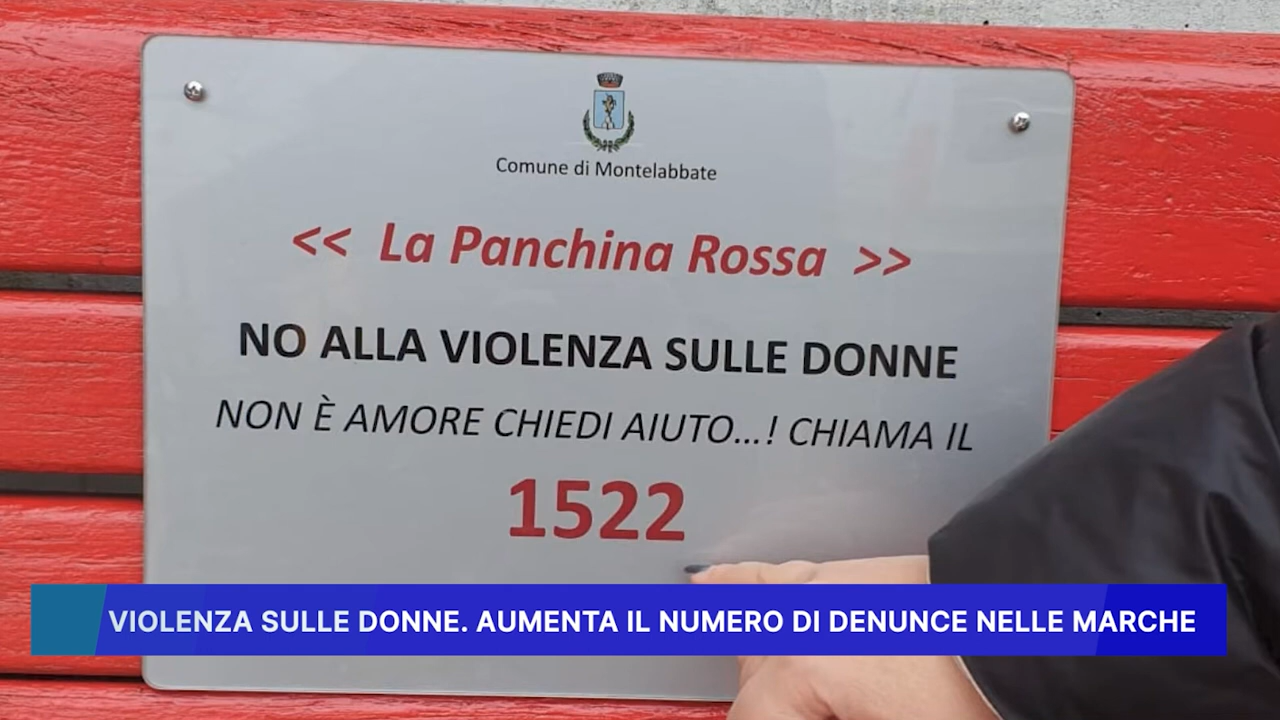 Comune di Montelabbate
<< La Panchina Rossa >>
NO ALLA VIOLENZA SULLE DONNE
NON È AMORE CHIEDI AIUTO...! CHIAMA IL
1522
VIOLENZA SULLE DONNE. AUMENTA IL NUMERO DI DENUNCE NELLE MARCHE